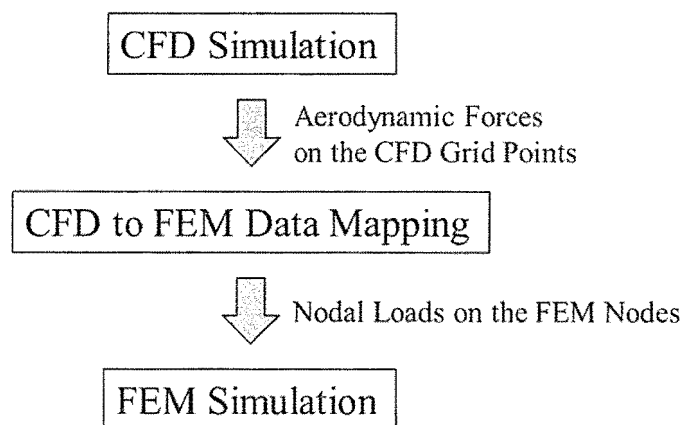 CFD Simulation
Aerodynamic Forces
on the CFD Grid Points
CFD to FEM Data Mapping
Nodal Loads on the FEM Nodes
FEM Simulation